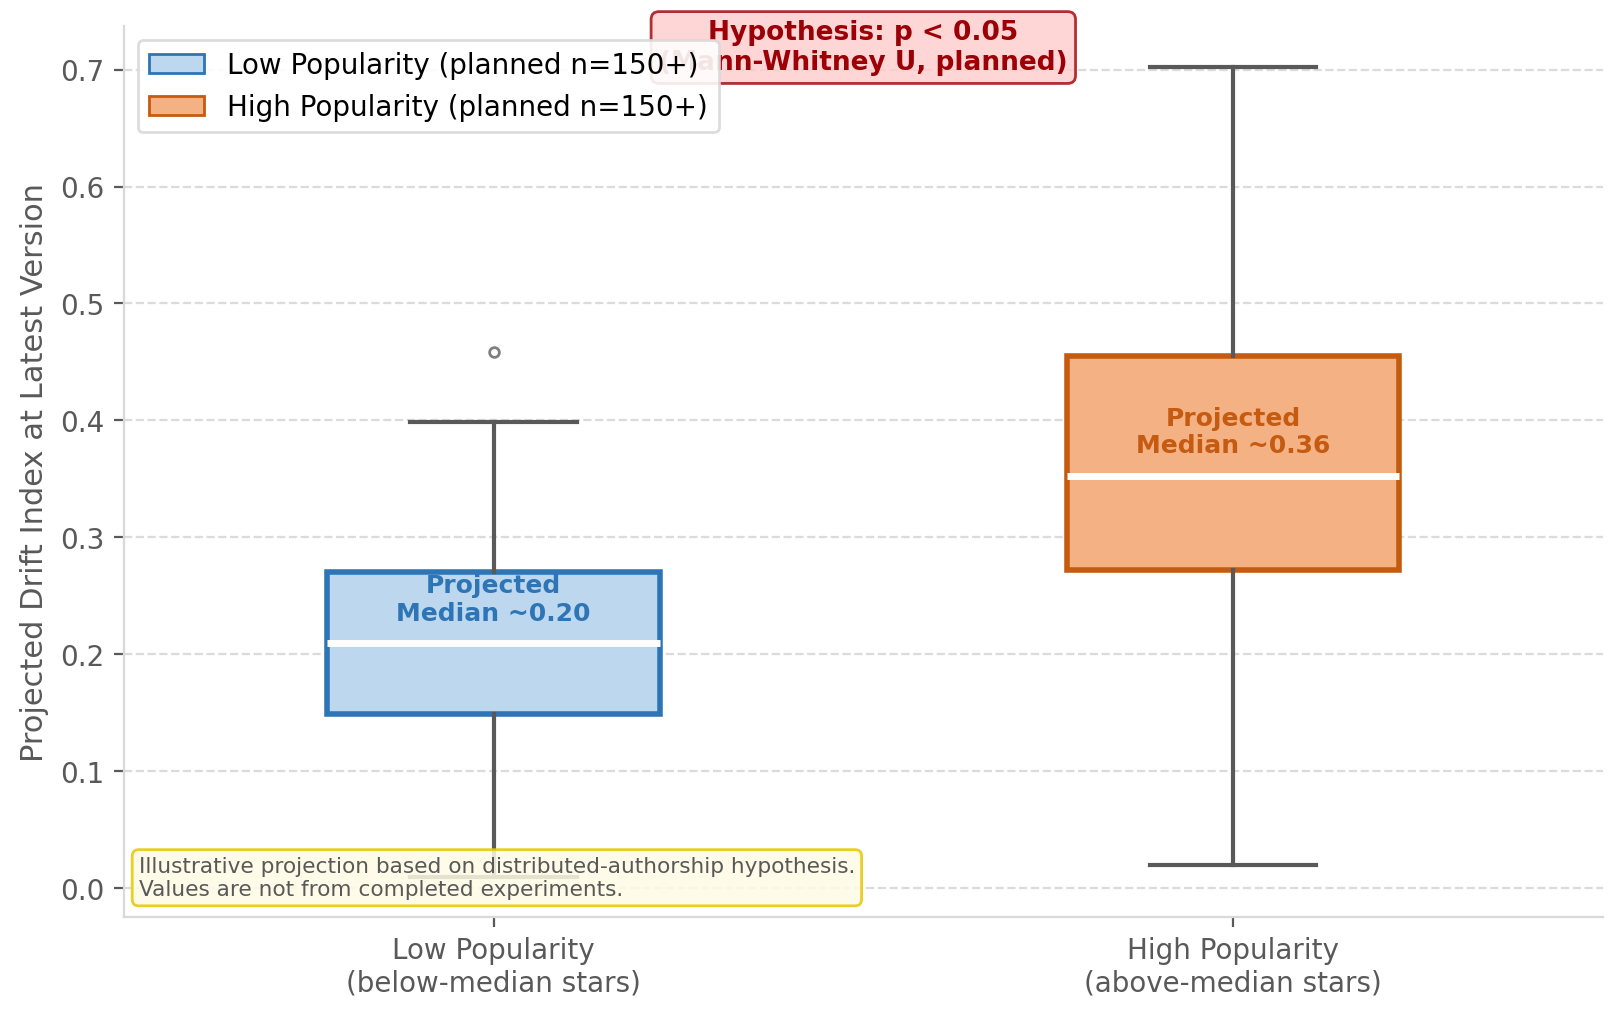 Hypothesis: p < 0.05
nn-Whitney U, planned)
Low Popularity (planned n=150+)
High Popularity (planned n=150+)
Projected Drift Index at Latest Version
0.7
0.6
0.5
0.4
0.3
0.2
0.1
0.0
Projected
Median ~0.36
Projected
Median ~0.20
Illustrative projection based on distributed-authorship hypothesis.
Values are not from completed experiments.
Low Popularity
(below-median stars)
High Popularity
(above-median stars)